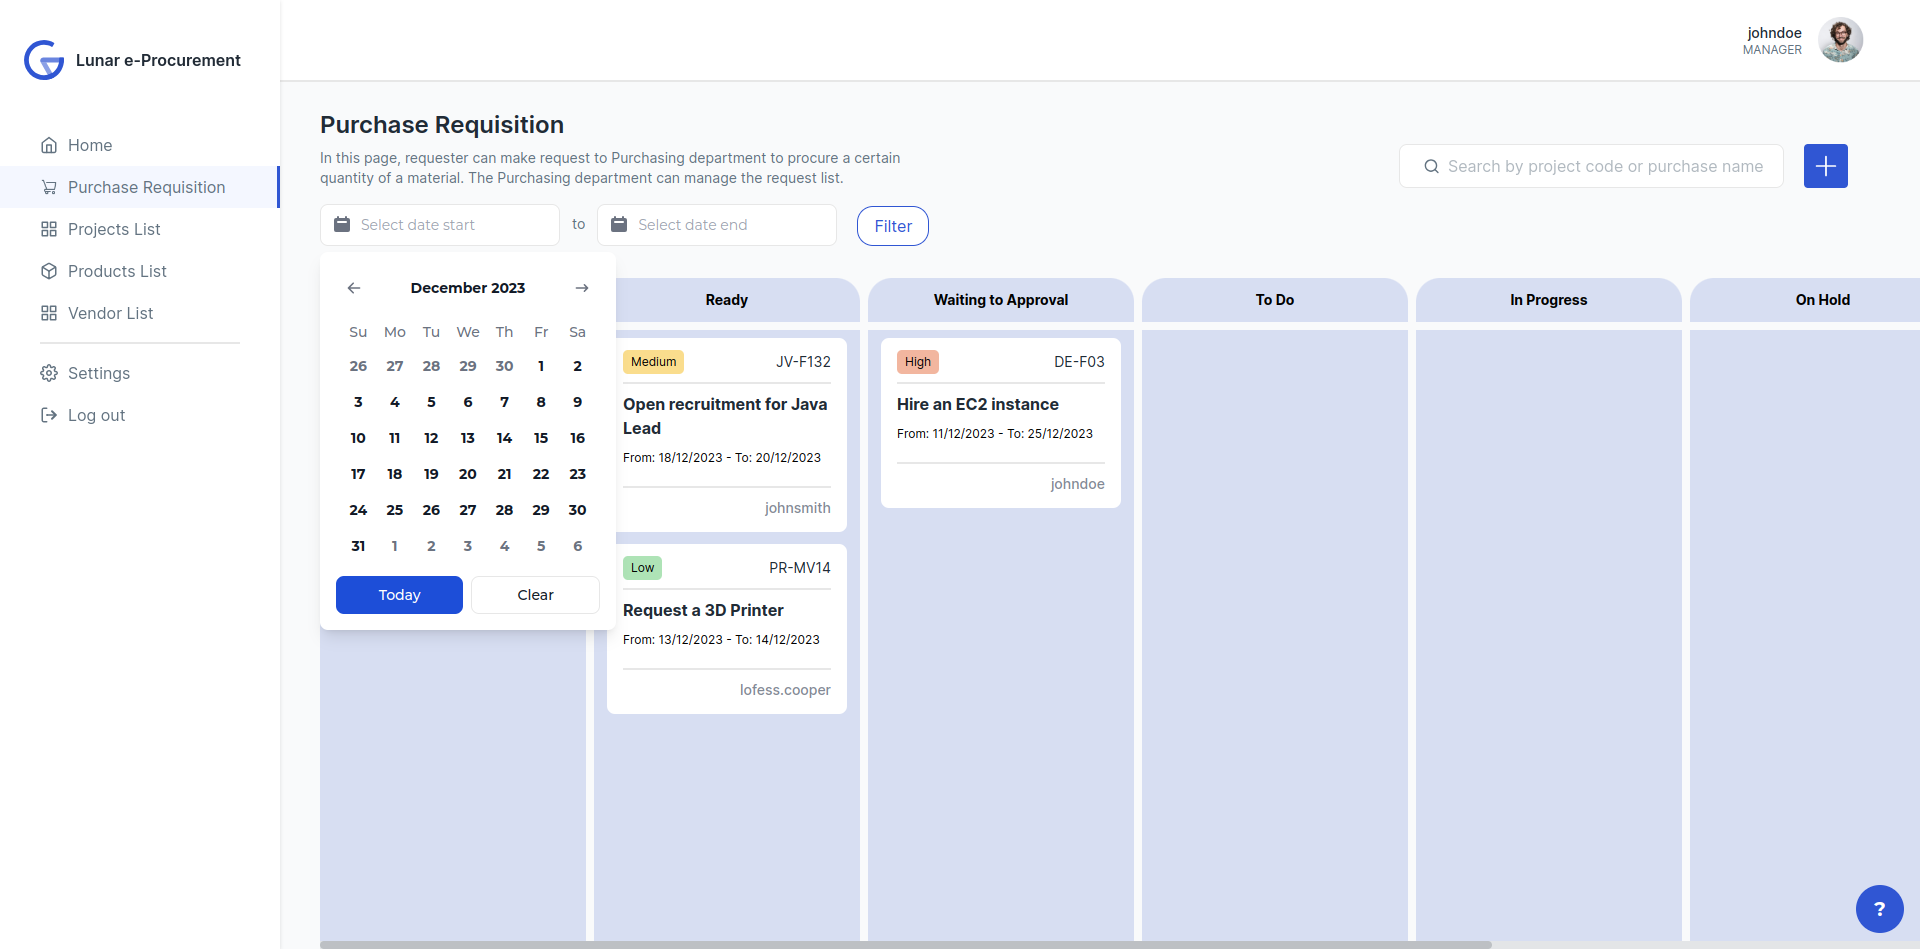 Lunar e-Procurement
johndoe
MANAGER
Home
Purchase Requisition
Projects List
Products List
Vendor List
Settings
Log out
Purchase Requisition
In this page, requester can make request to Purchasing department to procure a certain
quantity of a material. The Purchasing department can manage the request list.
Search by project code or purchase name
Select date start to Select date end Filter
December 2023
Su Mo Tu We Th Fr Sa
26 27 28 29 30 1 2
3 4 5 6 7 8 9
10 11 12 13 14 15 16
17 18 19 20 21 22 23
24 25 26 27 28 29 30
31 1 2 3 4 5 6
Today Clear
Ready
Medium JV-F132
Open recruitment for Java
Lead
From: 18/12/2023 - To: 20/12/2023
johnsmith
Low PR-MV14
Request a 3D Printer
From: 13/12/2023 - To: 14/12/2023
lofess.cooper
Waiting to Approval
High DE-F03
Hire an EC2 instance
From: 11/12/2023 - To: 25/12/2023
johndoe
To Do
In Progress
On Hold
?